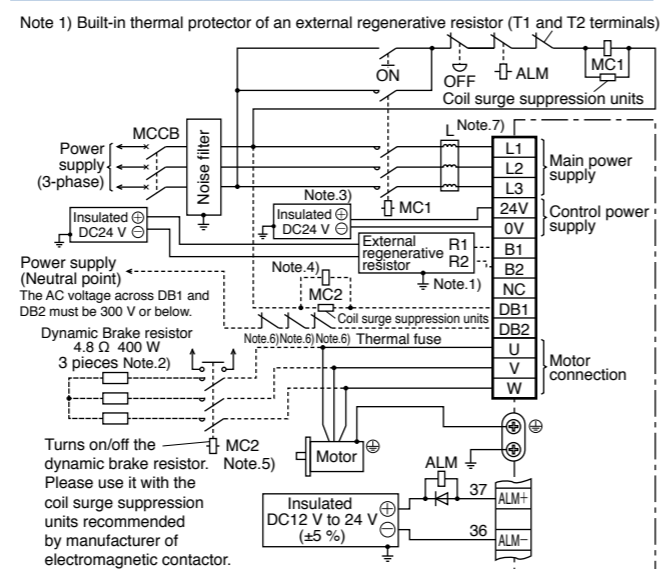 Note 1) Built-in thermal protector of an external regenerative resistor (T1 and T2 terminals)
ON
OFF
ALM
MC1
Coil surge suppression units
MCCB
Noise filter
L
Note.7)
Power
supply
(3-phase)
L1
L2
L3
Main power
supply
Note.3)
MC1
24V
0V
Control power
supply
Insulated ⊕
DC24 V ⊖
Insulated ⊕
DC24 V ⊖
External
regenerative
resistor
R1
R2
B1
B2
Note.1)
NC
Power supply
(Neutral point)
The AC voltage across DB1 and
DB2 must be 300 V or below.
Note.4)
MC2
Coil surge suppression units
DB1
DB2
Note.6) Note.6) Note.6) Thermal fuse
Dynamic Brake resistor
4.8 Ω 400 W
3 pieces Note.2)
U
V
W
Motor
connection
Turns on/off the
dynamic brake resistor.
Please use it with the
coil surge suppression
units recommended
by manufacturer of
electromagnetic contactor.
MC2
Note.5)
Motor
ALM
37
ALM+
36
ALM−
Insulated ⊕
DC12 V to 24 V
(±5 %) ⊖